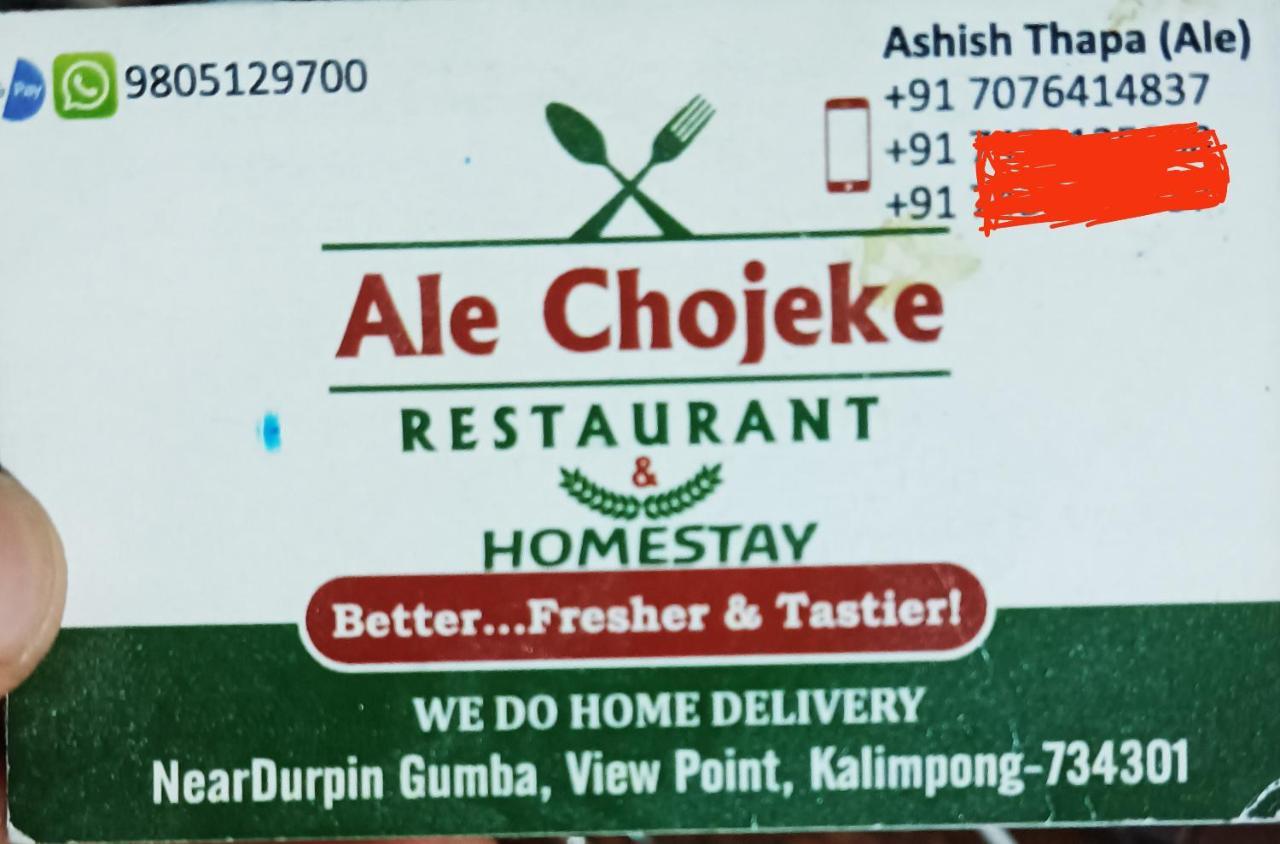 Pay 9805129700
Ashish Thapa (Ale)
+91 7076414837
+91
+91
Ale Chojeke
RESTAURANT
&
HOMESTAY
Better...Fresher & Tastier!
WE DO HOME DELIVERY
NearDurpin Gumba, View Point, Kalimpong-734301